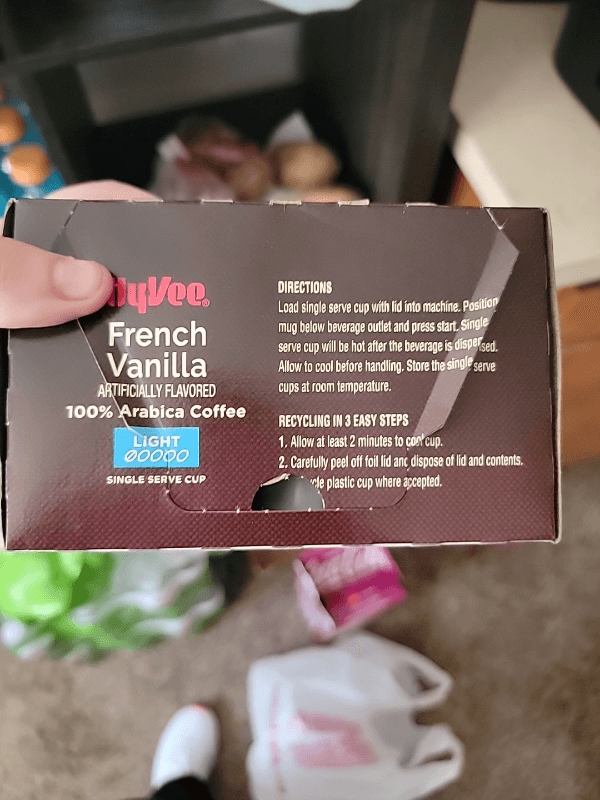 HyVee
French
Vanilla
ARTIFICIALLY FLAVORED
100% Arabica Coffee
LIGHT
SINGLE SERVE CUP
DIRECTIONS
Load single serve cup with lid into machine. Position
mug below beverage outlet and press start. Single
serve cup will be hot after the beverage is dispensed.
Allow to cool before handling. Store the single serve
cups at room temperature.
RECYCLING IN 3 EASY STEPS
1. Allow at least 2 minutes to cool cup.
2. Carefully peel off foil lid and dispose of lid and contents.
plastic cup where accepted.